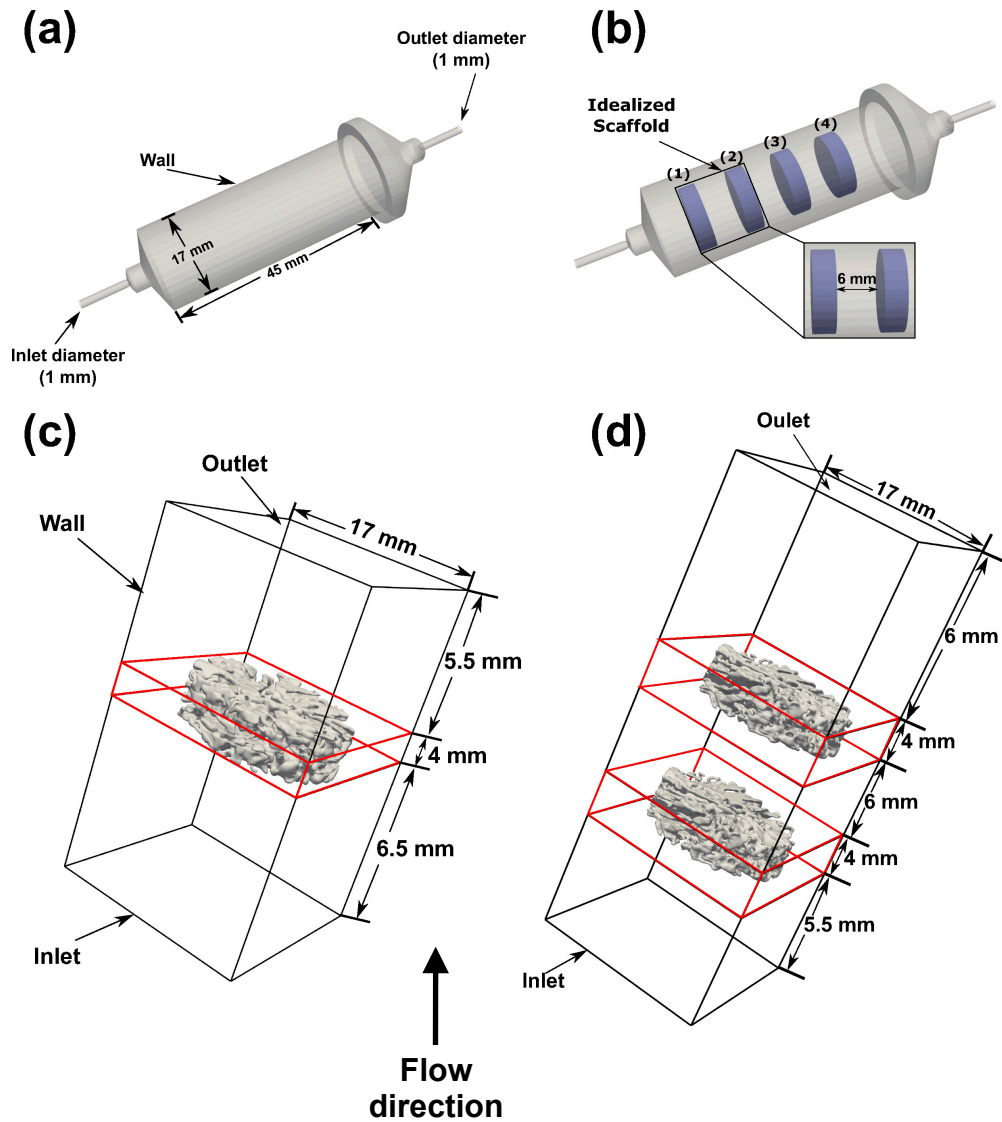 (a)
Outlet diameter
(1 mm)
Wall
17 mm
45 mm
Inlet diameter
(1 mm)
(b)
Idealized
Scaffold
(1)
(2)
(3)
(4)
6 mm
(c)
Outlet
Wall
17 mm
5.5 mm
4 mm
6.5 mm
Inlet
Flow
direction
(d)
Oulet
17 mm
6 mm
4 mm
6 mm
4 mm
5.5 mm
Inlet